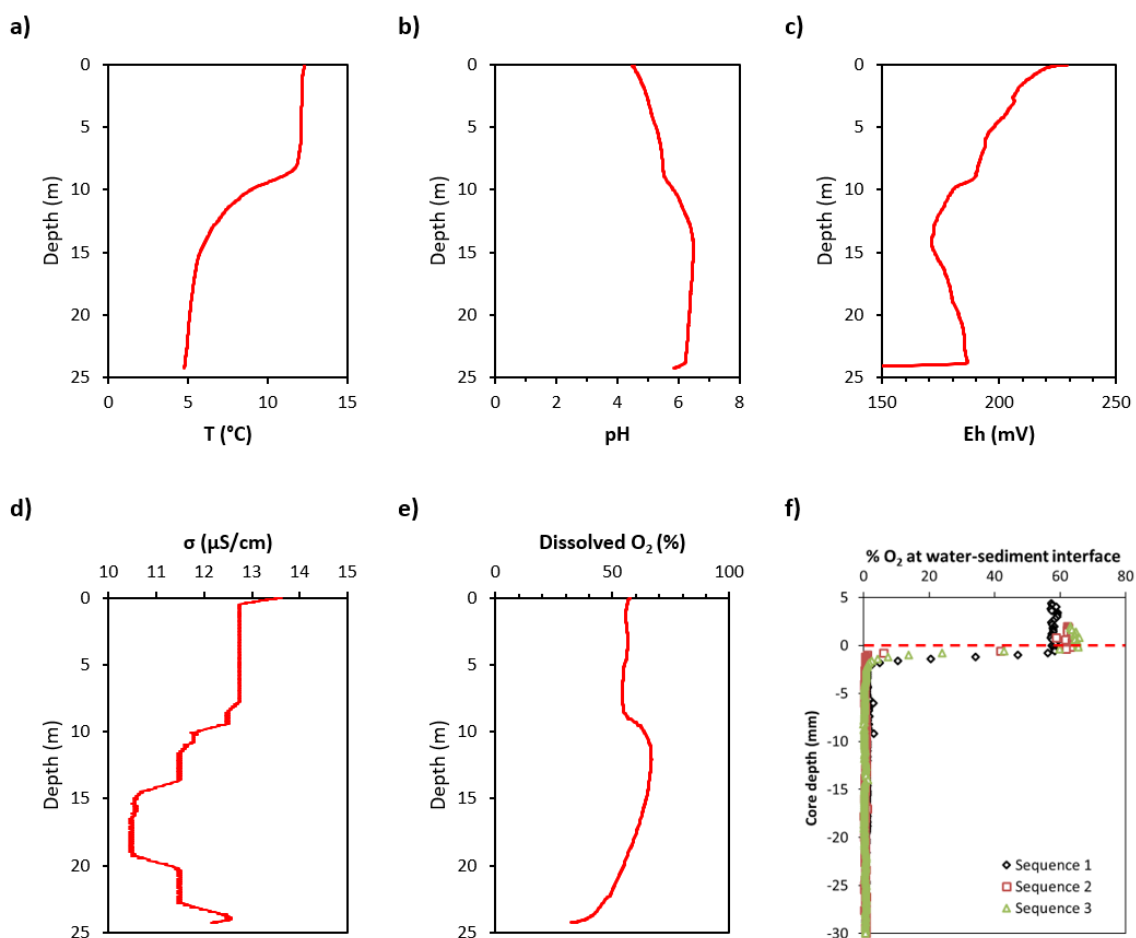 a)
0
5
10
15
20
25
Depth (m)
0 5 10 15
T (°C)
b)
0
5
10
15
20
25
Depth (m)
0 2 4 6 8
pH
c)
0
5
10
15
20
25
Depth (m)
150 200 250
Eh (mV)
d)
σ (µS/cm)
10 11 12 13 14 15
0
5
10
15
20
25
Depth (m)
e)
Dissolved O₂ (%)
0 50 100
0
5
10
15
20
25
Depth (m)
f)
% O₂ at water-sediment interface
0 20 40 60 80
5
0
-5
-10
-15
-20
-25
-30
Core depth (mm)
Sequence 1
Sequence 2
Sequence 3